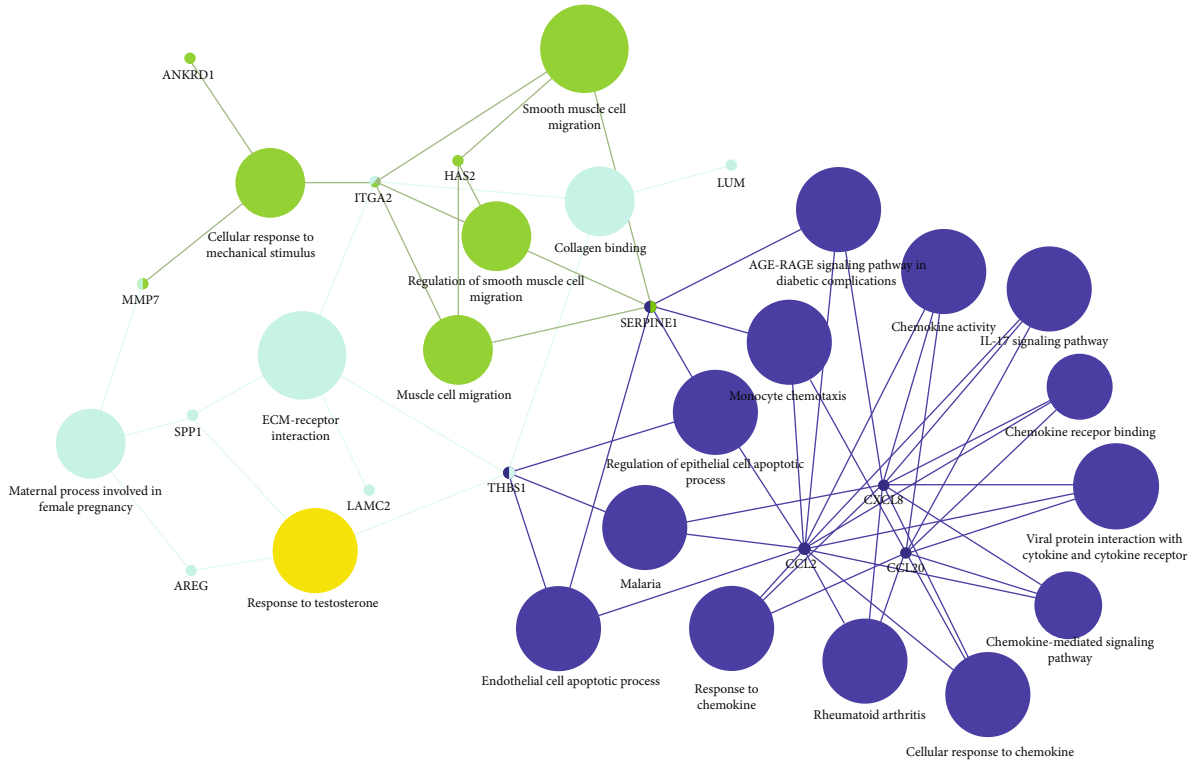 ANKRD1
Smooth muscle cell
migration
HAS2
LUM
ITGA2
Cellular response to
mechanical stimulus
Collagen binding
AGE-RAGE signaling pathway in
diabetic complications
Regulation of smooth muscle cell
migration
MMP7
SERPINE1
Chemokine activity
IL-17 signaling pathway
Muscle cell migration
Monocyte chemotaxis
ECM-receptor
interaction
SPP1
Chemokine recepor binding
Regulation of epithelial cell apoptotic
process
Maternal process involved in
female pregnancy
THBS1
LAMC2
CXCL8
Viral protein interaction with
cytokine and cytokine receptor
CCL2
CCL20
AREG
Malaria
Response to testosterone
Chemokine-mediated signaling
pathway
Endothelial cell apoptotic process
Response to
chemokine
Rheumatoid arthritis
Cellular response to chemokine